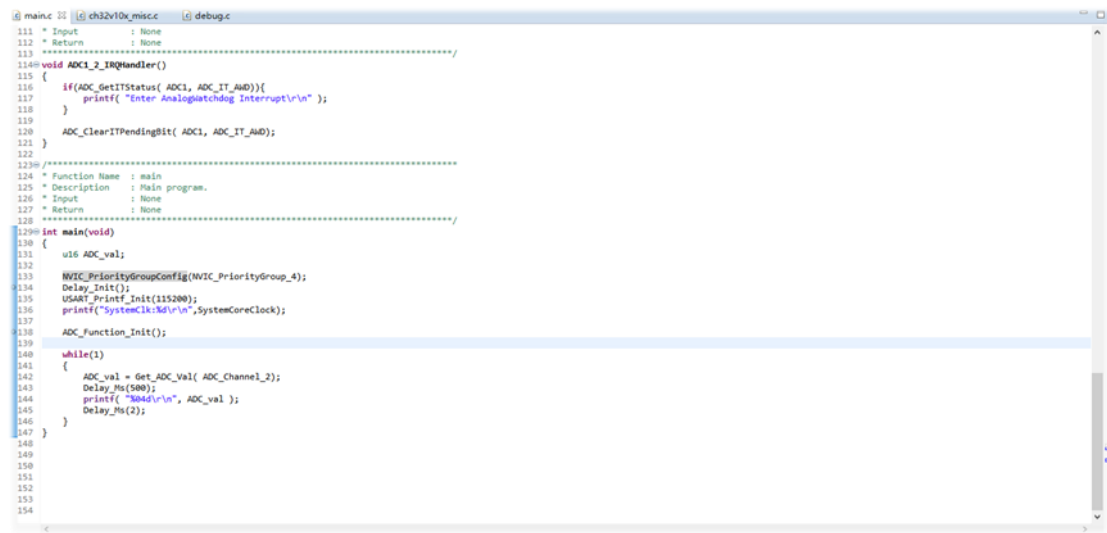 main.c ch32v10x_misc.c debug.c
111 * Input : None
112 * Return : None
113 *******************************************************************************/
114 void ADC1_2_IRQHandler()
115 {
116 if(ADC_GetITStatus( ADC1, ADC_IT_AWD)){
117 printf( "Enter AnalogWatchdog Interrupt\r\n" );
118 }
119
120 ADC_ClearITPendingBit( ADC1, ADC_IT_AWD);
121 }
122
123 /*******************************************************************************
124 * Function Name : main
125 * Description : Main program.
126 * Input : None
127 * Return : None
128 *******************************************************************************/
129 int main(void)
130 {
131 u16 ADC_val;
132
133 NVIC_PriorityGroupConfig(NVIC_PriorityGroup_4);
134 Delay_Init();
135 USART_Printf_Init(115200);
136 printf("SystemClk:%d\r\n",SystemCoreClock);
137
138 ADC_Function_Init();
139
140 while(1)
141 {
142 ADC_val = Get_ADC_Val( ADC_Channel_2);
143 Delay_Ms(500);
144 printf( "%04d\r\n", ADC_val );
145 Delay_Ms(2);
146 }
147 }
148
149
150
151
152
153
154